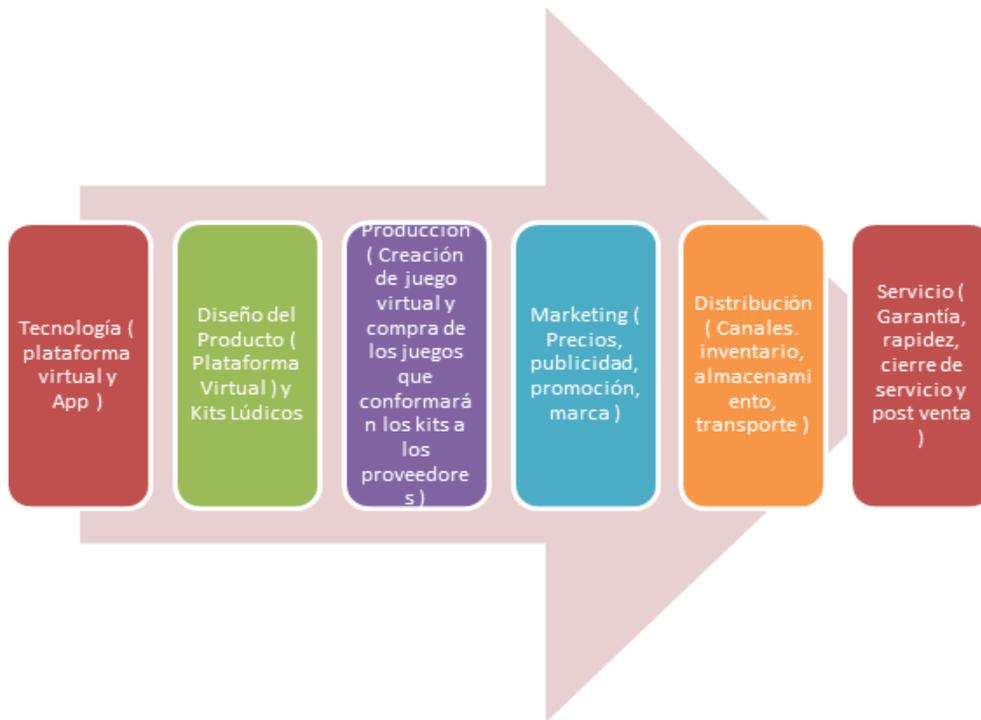 Tecnología (
plataforma
virtual y
App )
Diseño del
Producto (
Plataforma
Virtual ) y
Kits Lúdicos
Producción
( Creación
de juego
virtual y
compra de
los juegos
que
conformará
n los kits a
los
proveedore
s )
Marketing (
Precios,
publicidad,
promoción,
marca )
Distribución
( Canales.
inventario,
almacenami
ento,
transporte )
Servicio (
Garantía,
rapidez,
cierre de
servicio y
post venta
)